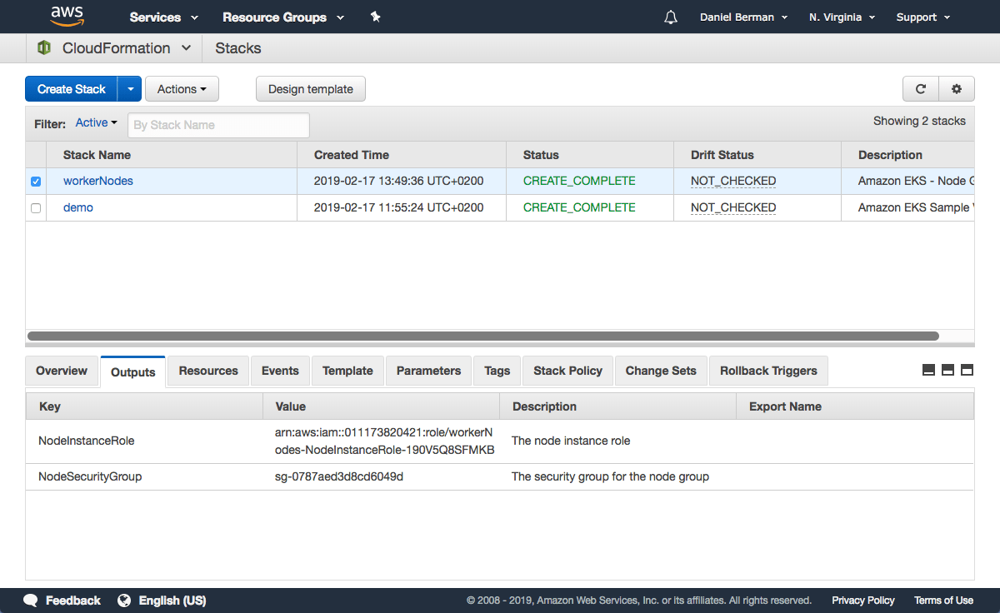 aws Services Resource Groups Daniel Berman N. Virginia Support
CloudFormation Stacks
Create Stack Actions Design template
Filter: Active By Stack Name Showing 2 stacks
Stack Name Created Time Status Drift Status Description
workerNodes 2019-02-17 13:49:36 UTC+0200 CREATE_COMPLETE NOT_CHECKED Amazon EKS - Node G
demo 2019-02-17 11:55:24 UTC+0200 CREATE_COMPLETE NOT_CHECKED Amazon EKS Sample
Overview Outputs Resources Events Template Parameters Tags Stack Policy Change Sets Rollback Triggers
Key Value Description Export Name
NodeInstanceRole arn:aws:iam::011173820421:role/workerN The node instance role
odes-NodeInstanceRole-190V5Q8SFMKB
NodeSecurityGroup sg-0787aed3d8cd6049d The security group for the node group
Feedback English (US) © 2008 - 2019, Amazon Web Services, Inc. or its affiliates. All rights reserved. Privacy Policy Terms of Use